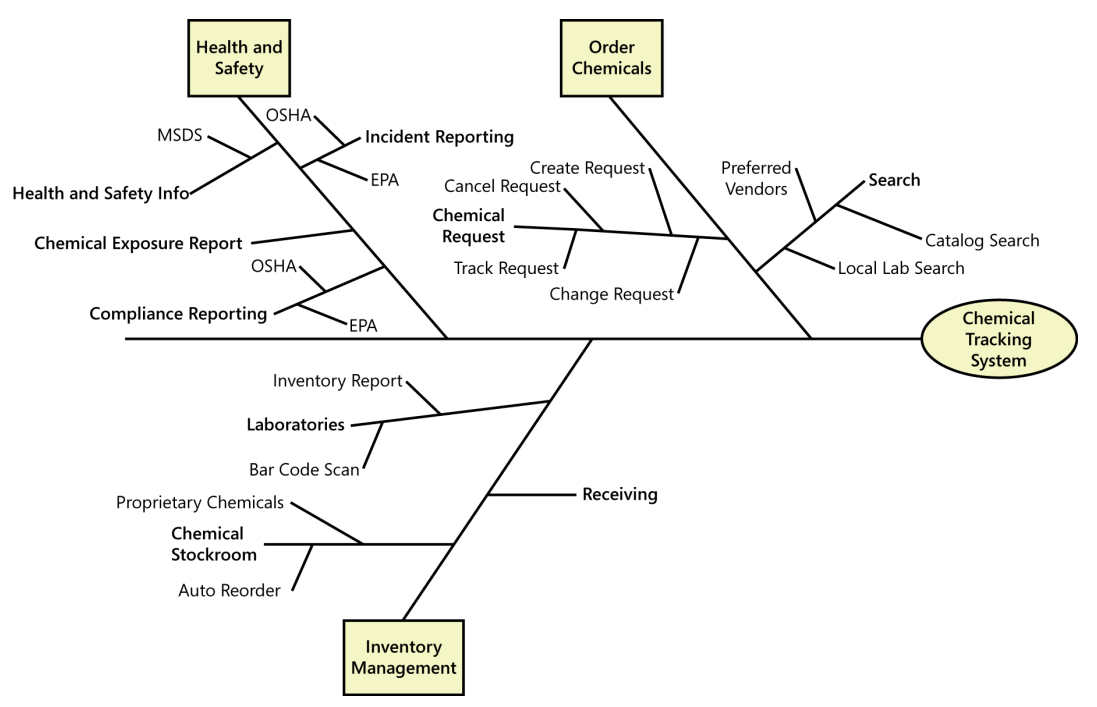 Health and
Safety
Order
Chemicals
OSHA
MSDS
Incident Reporting
EPA
Health and Safety Info
Chemical Exposure Report
OSHA
Compliance Reporting
EPA
Create Request
Cancel Request
Chemical
Request
Track Request
Change Request
Preferred
Vendors
Search
Catalog Search
Local Lab Search
Chemical
Tracking
System
Inventory Report
Laboratories
Bar Code Scan
Receiving
Proprietary Chemicals
Chemical
Stockroom
Auto Reorder
Inventory
Management